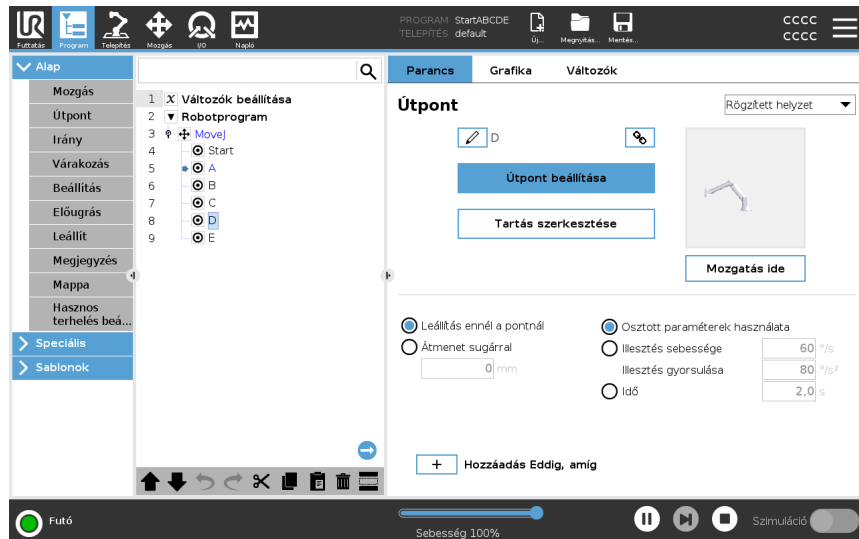 UR
PROGRAM StartABCDE
TELEPÍTÉS default
cccc
cccc
Futtatás Program Telepítés Mozgás I/O Napló Új... Megnyitás... Mentés...
Alap
Mozgás
Útpont
Irány
Várakozás
Beállítás
Előugrás
Leállít
Megjegyzés
Mappa
Hasznos
terhelés beá...
Speciális
Sablonok
1 X Változók beállítása
2 Robotprogram
3 MoveJ
4 Start
5 A
6 B
7 C
8 D
9 E
Parancs Grafika Változók
Útpont
Rögzített helyzet
D
Útpont beállítása
Tartás szerkesztése
Mozgatás ide
Leállítás ennél a pontnál
Átmenet sugárral
0 mm
Osztott paraméterek használata
Illesztés sebessége 60 °/s
Illesztés gyorsulása 80 °/s²
Idő 2,0 s
+ Hozzáadás Eddig, amíg
Futó
Sebesség 100%
Szimuláció